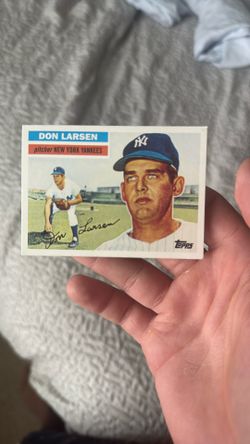 DON LARSEN
pitcher NEW YORK YANKEES
NY
Don Larsen
Topps